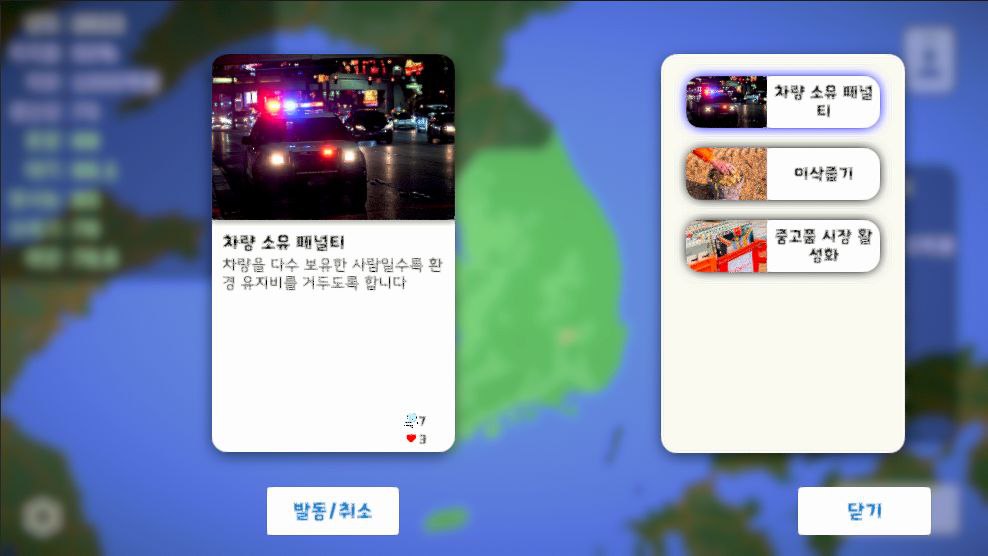 차량 소유 패널티
차량을 다수 보유한 사람일수록 환
경 유지비를 거두도록 합니다
7
3
발동/취소
차량 소유 패널
티
이삭줍기
중고품 시장 활
성화
닫기